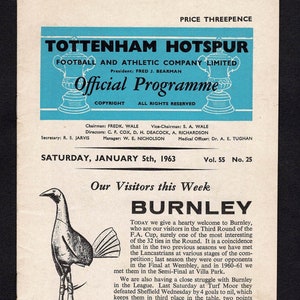 PRICE THREEPENCE
TOTTENHAM HOTSPUR
FOOTBALL AND ATHLETIC COMPANY LIMITED
President: FRED J. BEARMAN
Official Programme
COPYRIGHT ALL RIGHTS RESERVED
Chairman: FREDK. WALE Vice-Chairman: S. A. WALE
Directors: C. F. COX, D. H. DEACOCK, A. RICHARDSON
Secretary: R. S. JARVIS Manager: W. E. NICHOLSON Medical Officer: Dr. A. E. TUGHAN
SATURDAY, JANUARY 5th, 1963 Vol. 55 No. 25
Our Visitors this Week
BURNLEY
TODAY we give a hearty welcome to Burnley,
who are our visitors in the Third Round of the
F.A. Cup, surely one of the most interesting
of the 32 ties in the Round. It is a coincidence
that in the two previous seasons we have met
the Lancastrians at various stages of the com-
petition; last season they were our opponents
in the Final at Wembley, and in 1960-61 we
met them in the Semi-Final at Villa Park.
We are also having a close struggle with Burnley
in the League. Last Saturday at Turf Moor they
defeated Sheffield Wednesday by 4 goals to nil, which
keeps them in third place in the table, two points